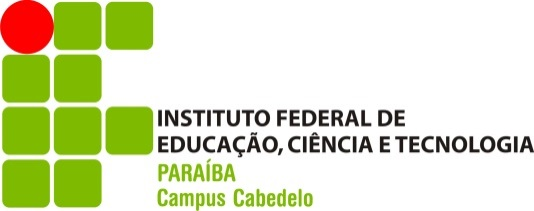 INSTITUTO FEDERAL DE
EDUCAÇÃO, CIÊNCIA E TECNOLOGIA
PARAÍBA
Campus Cabedelo